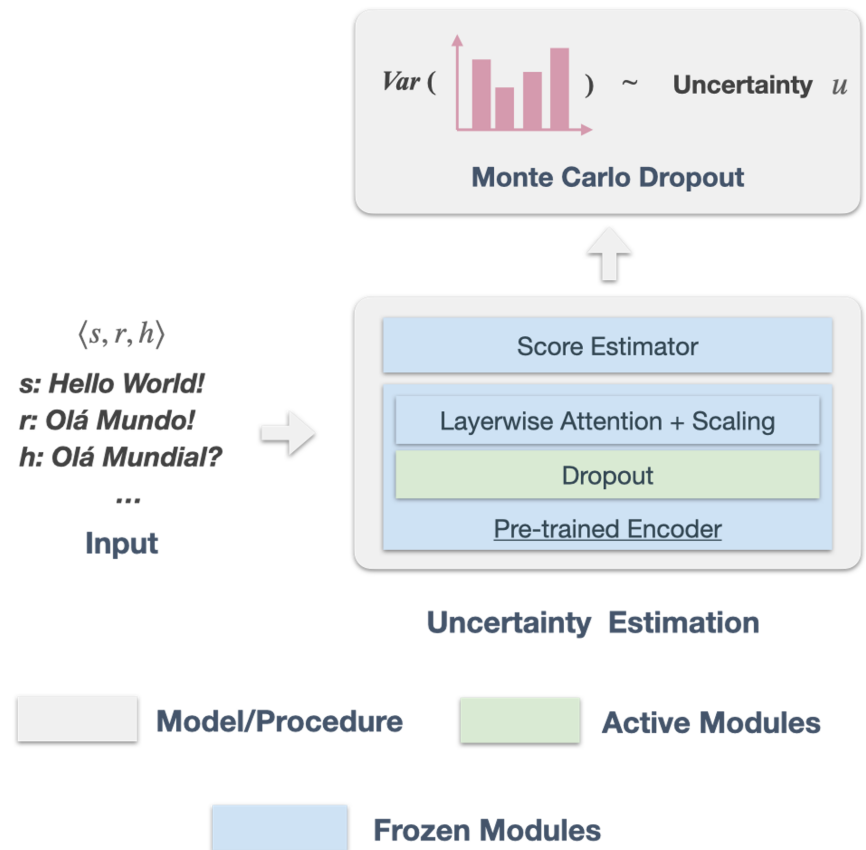 Var ( ) ~ Uncertainty u
Monte Carlo Dropout
⟨s, r, h⟩
s: Hello World!
r: Olá Mundo!
h: Olá Mundial?
...
Input
Score Estimator
Layerwise Attention + Scaling
Dropout
Pre-trained Encoder
Uncertainty Estimation
Model/Procedure
Active Modules
Frozen Modules